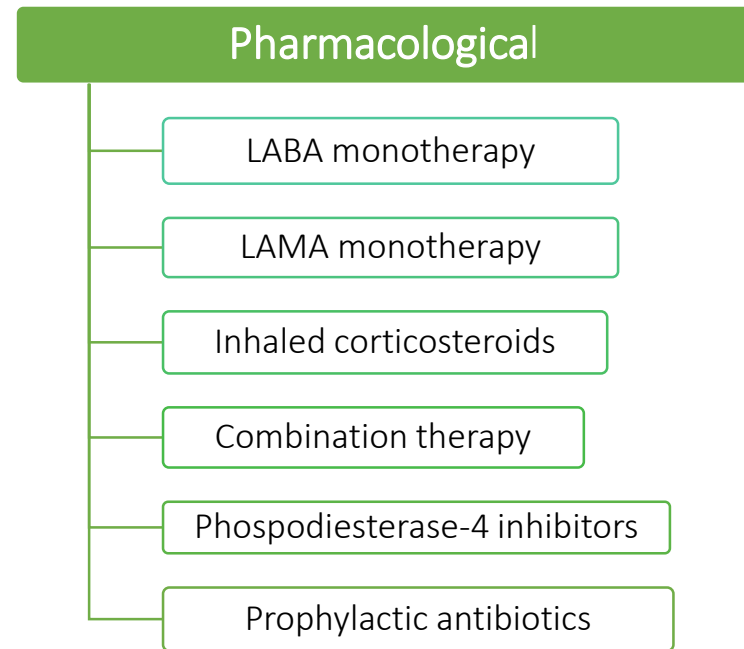 Pharmacological
LABA monotherapy
LAMA monotherapy
Inhaled corticosteroids
Combination therapy
Phospodiesterase-4 inhibitors
Prophylactic antibiotics